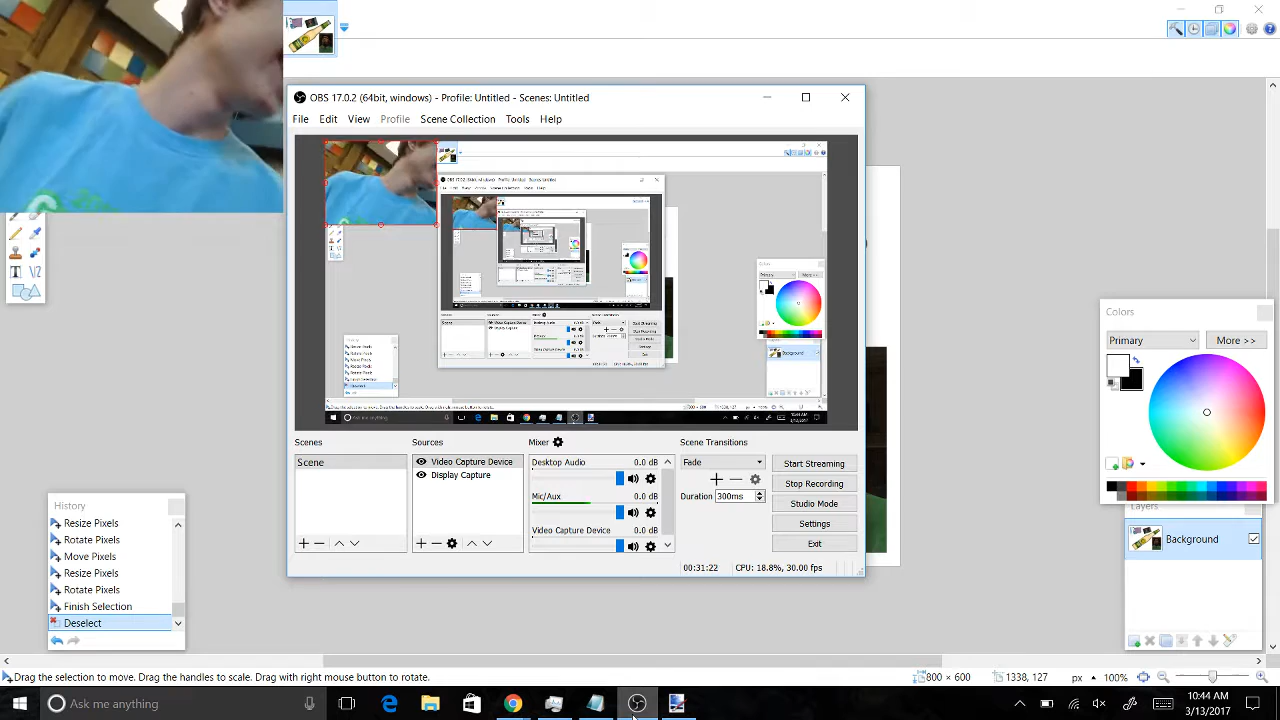 OBS 17.0.2 (64bit, windows) - Profile: Untitled - Scenes: Untitled
File Edit View Profile Scene Collection Tools Help
Scenes
Sources
Mixer
Scene Transitions
Scene
Video Capture Device
Display Capture
Desktop Audio 0.0 dB
Mic/Aux 0.0 dB
Video Capture Device 0.0 dB
Fade
Duration 300ms
Start Streaming
Stop Recording
Studio Mode
Settings
Exit
00:31:22 CPU: 18.8%, 30.00 fps
Colors
Primary
More >>
History
Resize Pixels
Rotate Pixels
Move Pixels
Resize Pixels
Rotate Pixels
Finish Selection
Deselect
Layers
Background
Drag the selection to move. Drag the handles to scale. Drag with right mouse button to rotate.
800 × 600
1338, 127
px
100%
Ask me anything
10:44 AM
3/13/2017